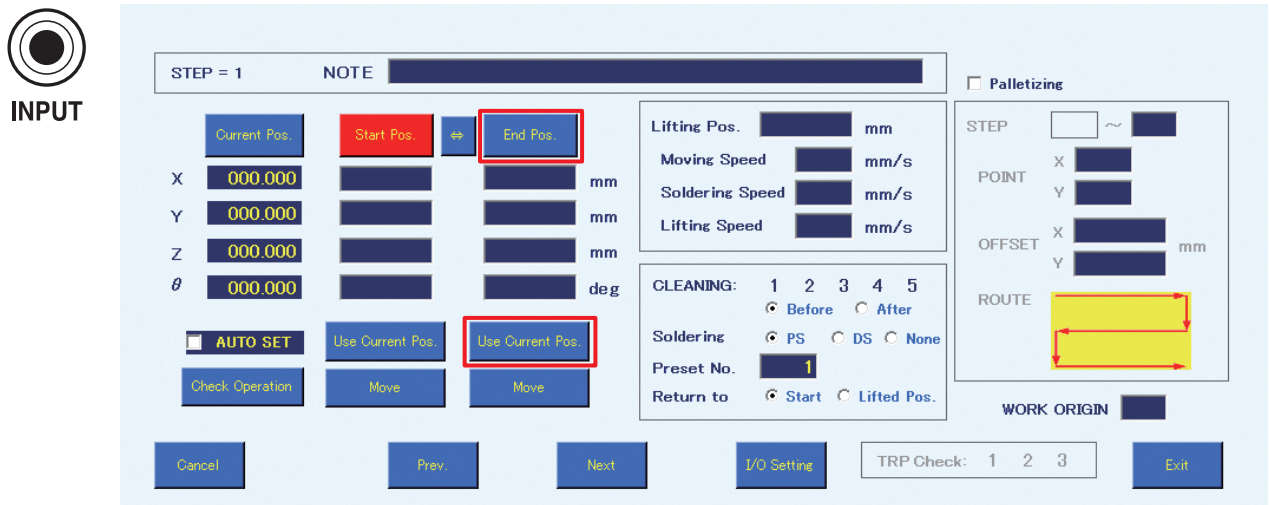 INPUT
STEP = 1 NOTE
Palletizing
Current Pos. Start Pos. ⇔ End Pos.
X 000.000 mm
Y 000.000 mm
Z 000.000 mm
θ 000.000 deg
AUTO SET Use Current Pos. Use Current Pos.
Check Operation Move Move
Lifting Pos. mm
Moving Speed mm/s
Soldering Speed mm/s
Lifting Speed mm/s
CLEANING: 1 2 3 4 5
Before After
Soldering PS DS None
Preset No. 1
Return to Start Lifted Pos.
STEP ~
POINT X
Y
OFFSET X mm
Y
ROUTE
WORK ORIGIN
Cancel Prev. Next I/O Setting TRP Check: 1 2 3 Exit